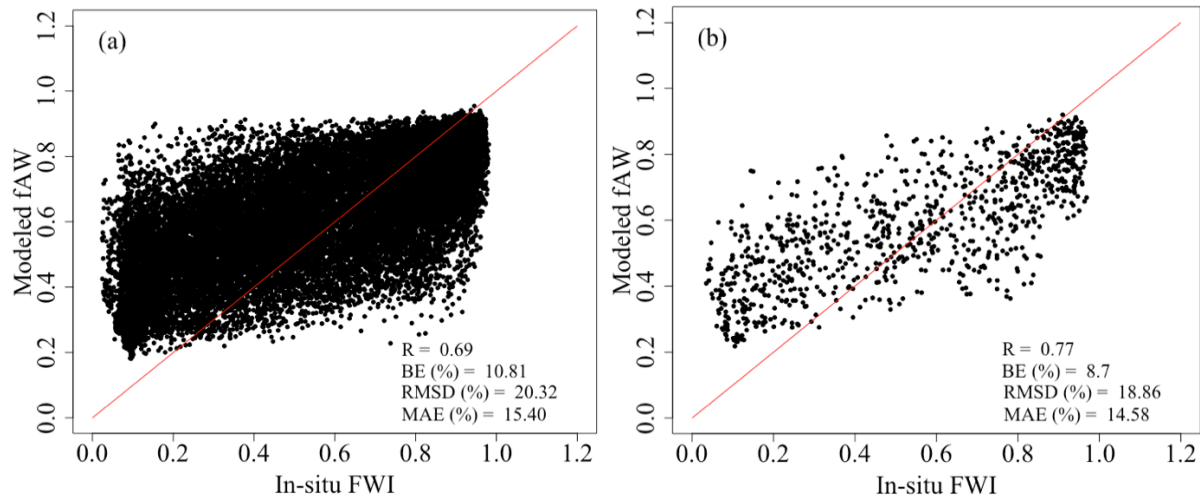 (a)
Modeled fAW
1.2
1.0
0.8
0.6
0.4
0.2
0.0
R = 0.69
BE (%) = 10.81
RMSD (%) = 20.32
MAE (%) = 15.40
0.0 0.2 0.4 0.6 0.8 1.0 1.2
In-situ FWI
(b)
Modeled fAW
1.2
1.0
0.8
0.6
0.4
0.2
0.0
R = 0.77
BE (%) = 8.7
RMSD (%) = 18.86
MAE (%) = 14.58
0.0 0.2 0.4 0.6 0.8 1.0 1.2
In-situ FWI